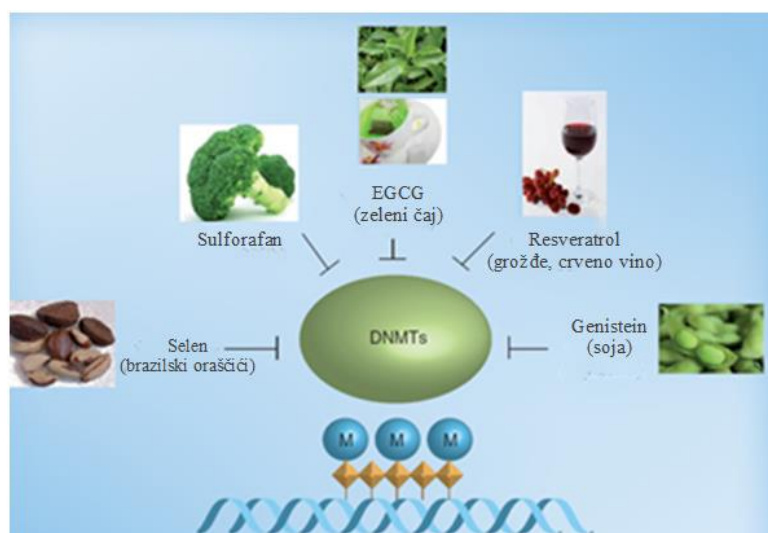 EGCG
(zeleni čaj)
Sulforafan
Resveratrol
(grožđe, crveno vino)
Selen
(brazilski oraščići)
DNMTs
Genistein
(soja)
M M M